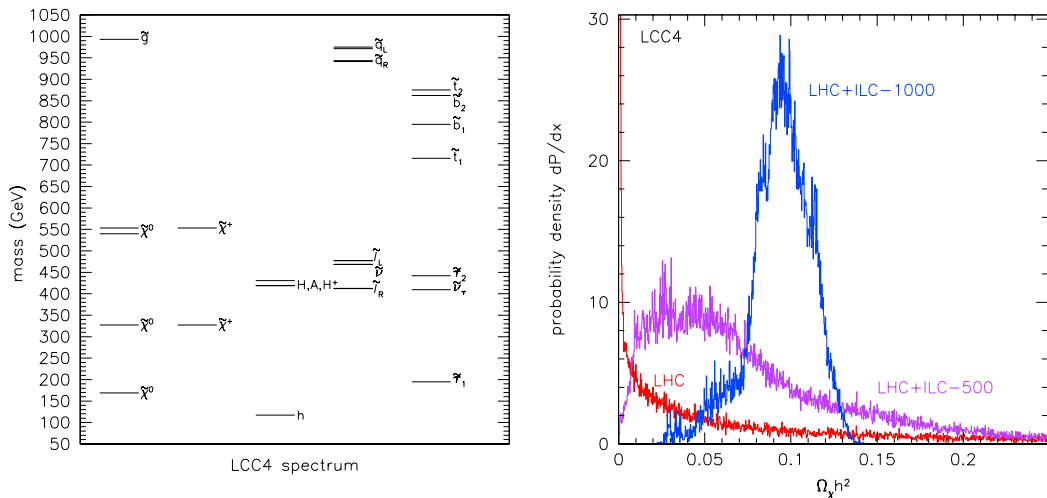 1050
1000
950
900
850
800
750
700
650
600
550
500
450
400
350
300
250
200
150
100
50
mass (GeV)
g̃
q̃L
q̃R
t̃2
b̃2
b̃1
t̃1
χ̃⁰ χ̃⁺
l̃L
ν̃
τ̃2
H,A,H⁺
l̃R
ν̃τ
χ̃⁰ χ̃⁺
τ̃1
χ̃⁰
h
LCC4 spectrum
LCC4
30
20
10
0
probability density dP/dx
LHC+ILC−1000
LHC
LHC+ILC−500
0 0.05 0.1 0.15 0.2
Ωχh²